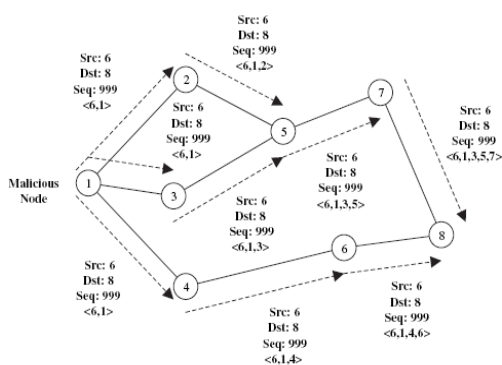 Src: 6
Dst: 8
Seq: 999
<6,1,2>
Src: 6
Dst: 8
Seq: 999
<6,1>
2
Src: 6
Dst: 8
Seq: 999
<6,1>
7
5
Src: 6
Dst: 8
Seq: 999
<6,1,3,5,7>
Malicious
Node
1
3
Src: 6
Dst: 8
Seq: 999
<6,1,3,5>
Src: 6
Dst: 8
Seq: 999
<6,1,3>
8
6
4
Src: 6
Dst: 8
Seq: 999
<6,1>
Src: 6
Dst: 8
Seq: 999
<6,1,4,6>
Src: 6
Dst: 8
Seq: 999
<6,1,4>